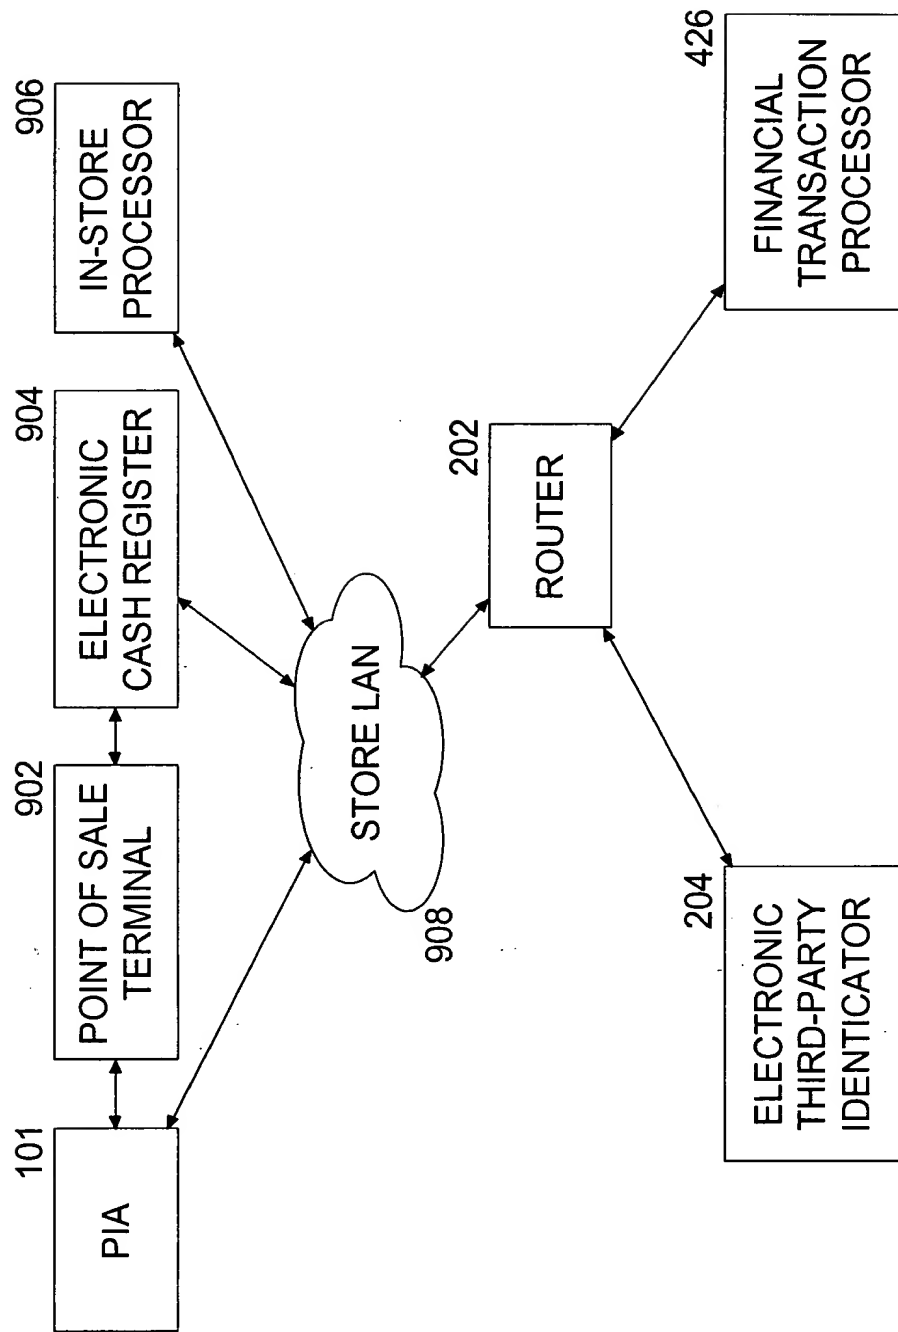 101
PIA
902
POINT OF SALE
TERMINAL
904
ELECTRONIC
CASH REGISTER
906
IN-STORE
PROCESSOR
STORE LAN
908
202
ROUTER
204
ELECTRONIC
THIRD-PARTY
IDENTICATOR
426
FINANCIAL
TRANSACTION
PROCESSOR